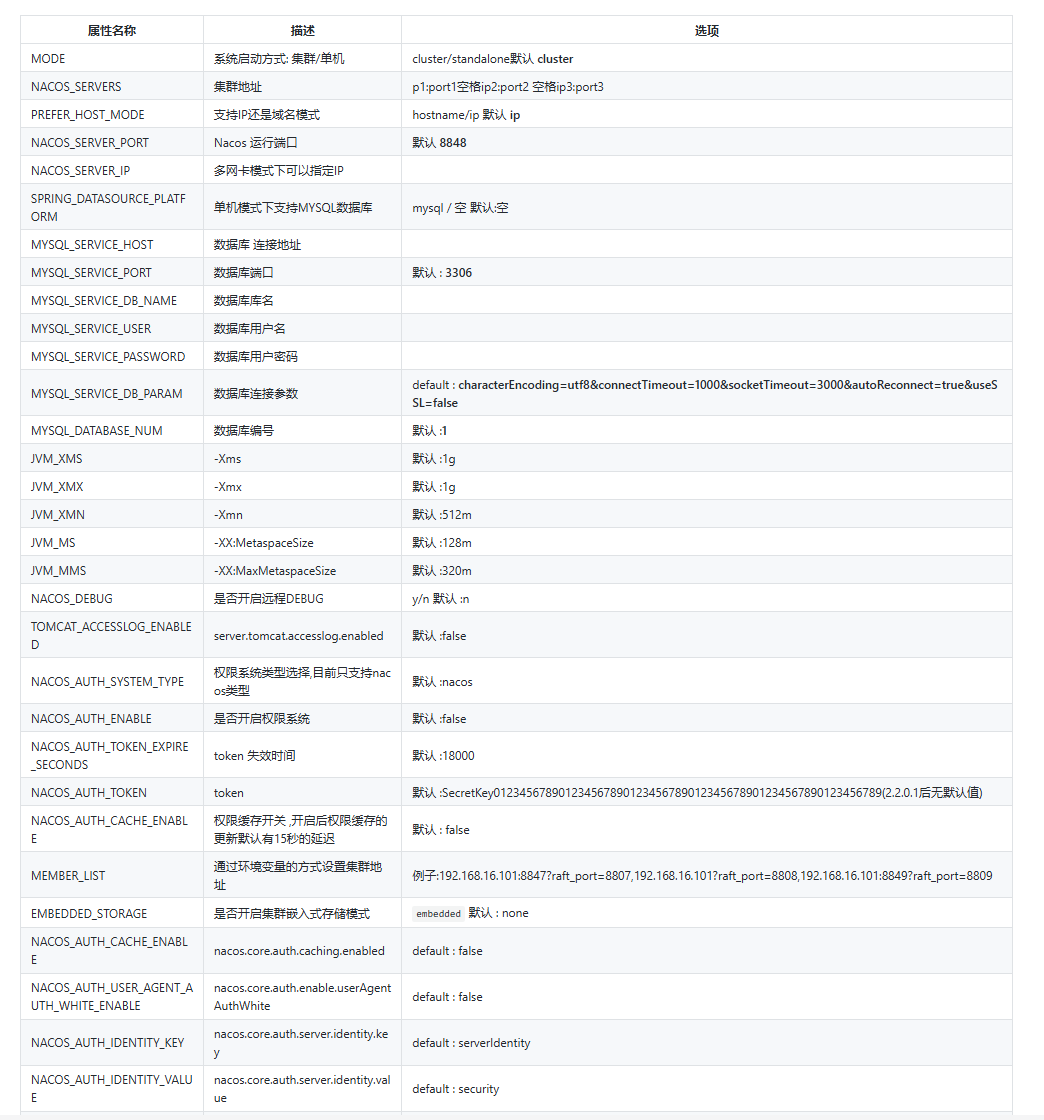 属性名称 描述 选项
MODE 系统启动方式: 集群/单机 cluster/standalone默认 cluster
NACOS_SERVERS 集群地址 p1:port1空格ip2:port2 空格ip3:port3
PREFER_HOST_MODE 支持IP还是域名模式 hostname/ip 默认 ip
NACOS_SERVER_PORT Nacos 运行端口 默认 8848
NACOS_SERVER_IP 多网卡模式下可以指定IP
SPRING_DATASOURCE_PLATF
ORM 单机模式下支持MYSQL数据库 mysql / 空 默认:空
MYSQL_SERVICE_HOST 数据库 连接地址
MYSQL_SERVICE_PORT 数据库端口 默认 : 3306
MYSQL_SERVICE_DB_NAME 数据库库名
MYSQL_SERVICE_USER 数据库用户名
MYSQL_SERVICE_PASSWORD 数据库用户密码
MYSQL_SERVICE_DB_PARAM 数据库连接参数 default : characterEncoding=utf8&connectTimeout=1000&socketTimeout=3000&autoReconnect=true&useS
SL=false
MYSQL_DATABASE_NUM 数据库编号 默认 :1
JVM_XMS -Xms 默认 :1g
JVM_XMX -Xmx 默认 :1g
JVM_XMN -Xmn 默认 :512m
JVM_MS -XX:MetaspaceSize 默认 :128m
JVM_MMS -XX:MaxMetaspaceSize 默认 :320m
NACOS_DEBUG 是否开启远程DEBUG y/n 默认 :n
TOMCAT_ACCESSLOG_ENABLE
D server.tomcat.accesslog.enabled 默认 :false
NACOS_AUTH_SYSTEM_TYPE 权限系统类型选择,目前只支持nac
os类型 默认 :nacos
NACOS_AUTH_ENABLE 是否开启权限系统 默认 :false
NACOS_AUTH_TOKEN_EXPIRE
_SECONDS token 失效时间 默认 :18000
NACOS_AUTH_TOKEN token 默认 :SecretKey012345678901234567890123456789012345678901234567890123456789(2.2.0.1后无默认值)
NACOS_AUTH_CACHE_ENABL
E 权限缓存开关 ,开启后权限缓存的
更新默认有15秒的延迟 默认 : false
MEMBER_LIST 通过环境变量的方式设置集群地
址 例子:192.168.16.101:8847?raft_port=8807,192.168.16.101?raft_port=8808,192.168.16.101:8849?raft_port=8809
EMBEDDED_STORAGE 是否开启集群嵌入式存储模式 embedded 默认 : none
NACOS_AUTH_CACHE_ENABL
E nacos.core.auth.caching.enabled default : false
NACOS_AUTH_USER_AGENT_A
UTH_WHITE_ENABLE nacos.core.auth.enable.userAgent
AuthWhite default : false
NACOS_AUTH_IDENTITY_KEY nacos.core.auth.server.identity.ke
y default : serverIdentity
NACOS_AUTH_IDENTITY_VALU
E nacos.core.auth.server.identity.val
ue default : security